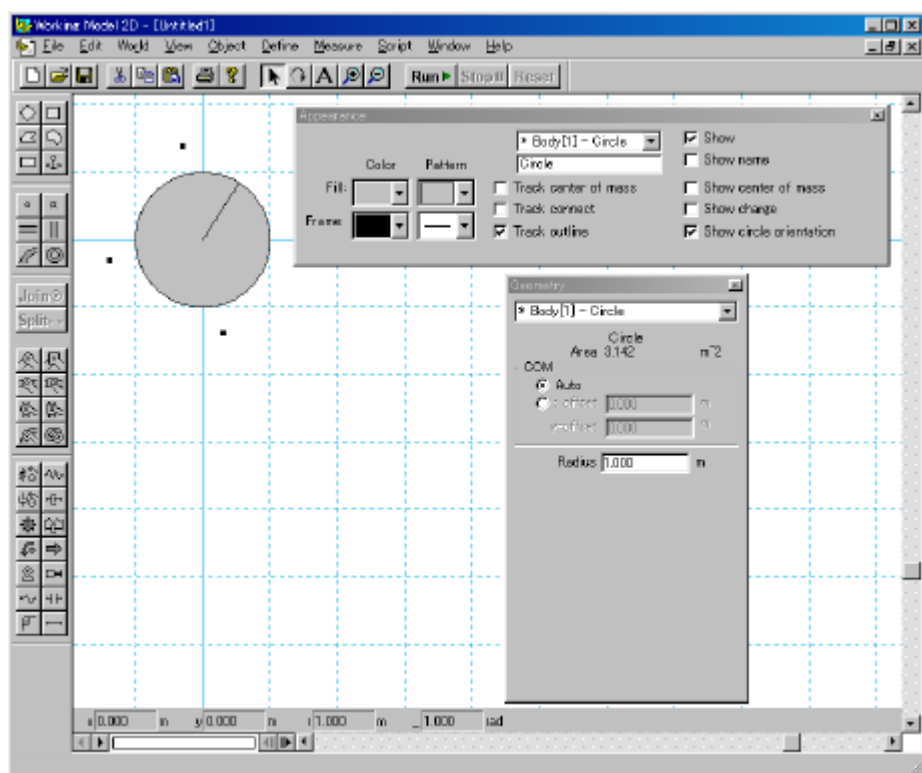 Working Model 2D - [Untitled1]
File Edit World View Object Define Measure Script Window Help
A Run Stop Reset
Appearance
* Body[1] - Circle Show
Color Pattern Circle Show name
Fill: Track center of mass Show center of mass
Track connect Show charge
Frame: Track outline Show circle orientation
Join
Split
Geometry
* Body[1] - Circle
Circle
Area 3.142 m^2
COM
Auto
x-offset 0.000 m
y-offset 0.000 m
Radius 1.000 m
x 0.000 m y 0.000 m r 1.000 m _ 1.000 rad